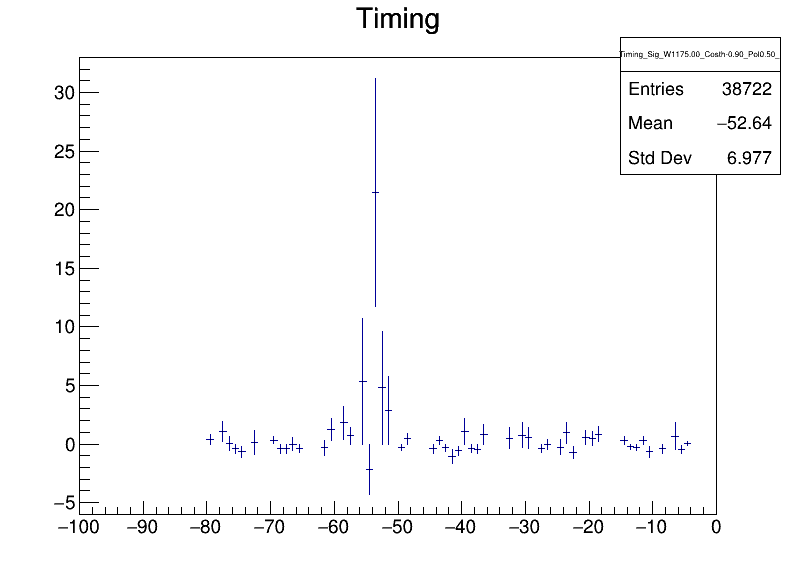 Timing
Timing_Sig_W1175.00_Costh-0.90_Pol0.50_
Entries 38722
Mean −52.64
Std Dev 6.977
30
25
20
15
10
5
0
−5
−100 −90 −80 −70 −60 −50 −40 −30 −20 −10 0